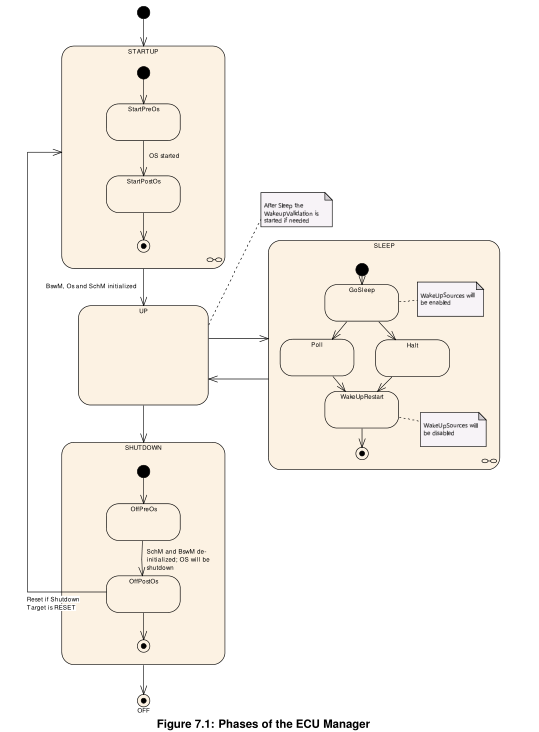 STARTUP
StartPreOs
OS started
StartPostOs
After Sleep the
WakeupValidation is
started if needed
BswM, Os and SchM initialized
UP
SLEEP
GoSleep
WakeUpSources will
be enabled
Poll
Halt
WakeUpRestart
WakeUpSources will
be disabled
SHUTDOWN
OffPreOs
SchM and BswM de-
initialized; OS will be
shutdown
OffPostOs
Reset if Shutdown
Target is RESET
OFF
Figure 7.1: Phases of the ECU Manager